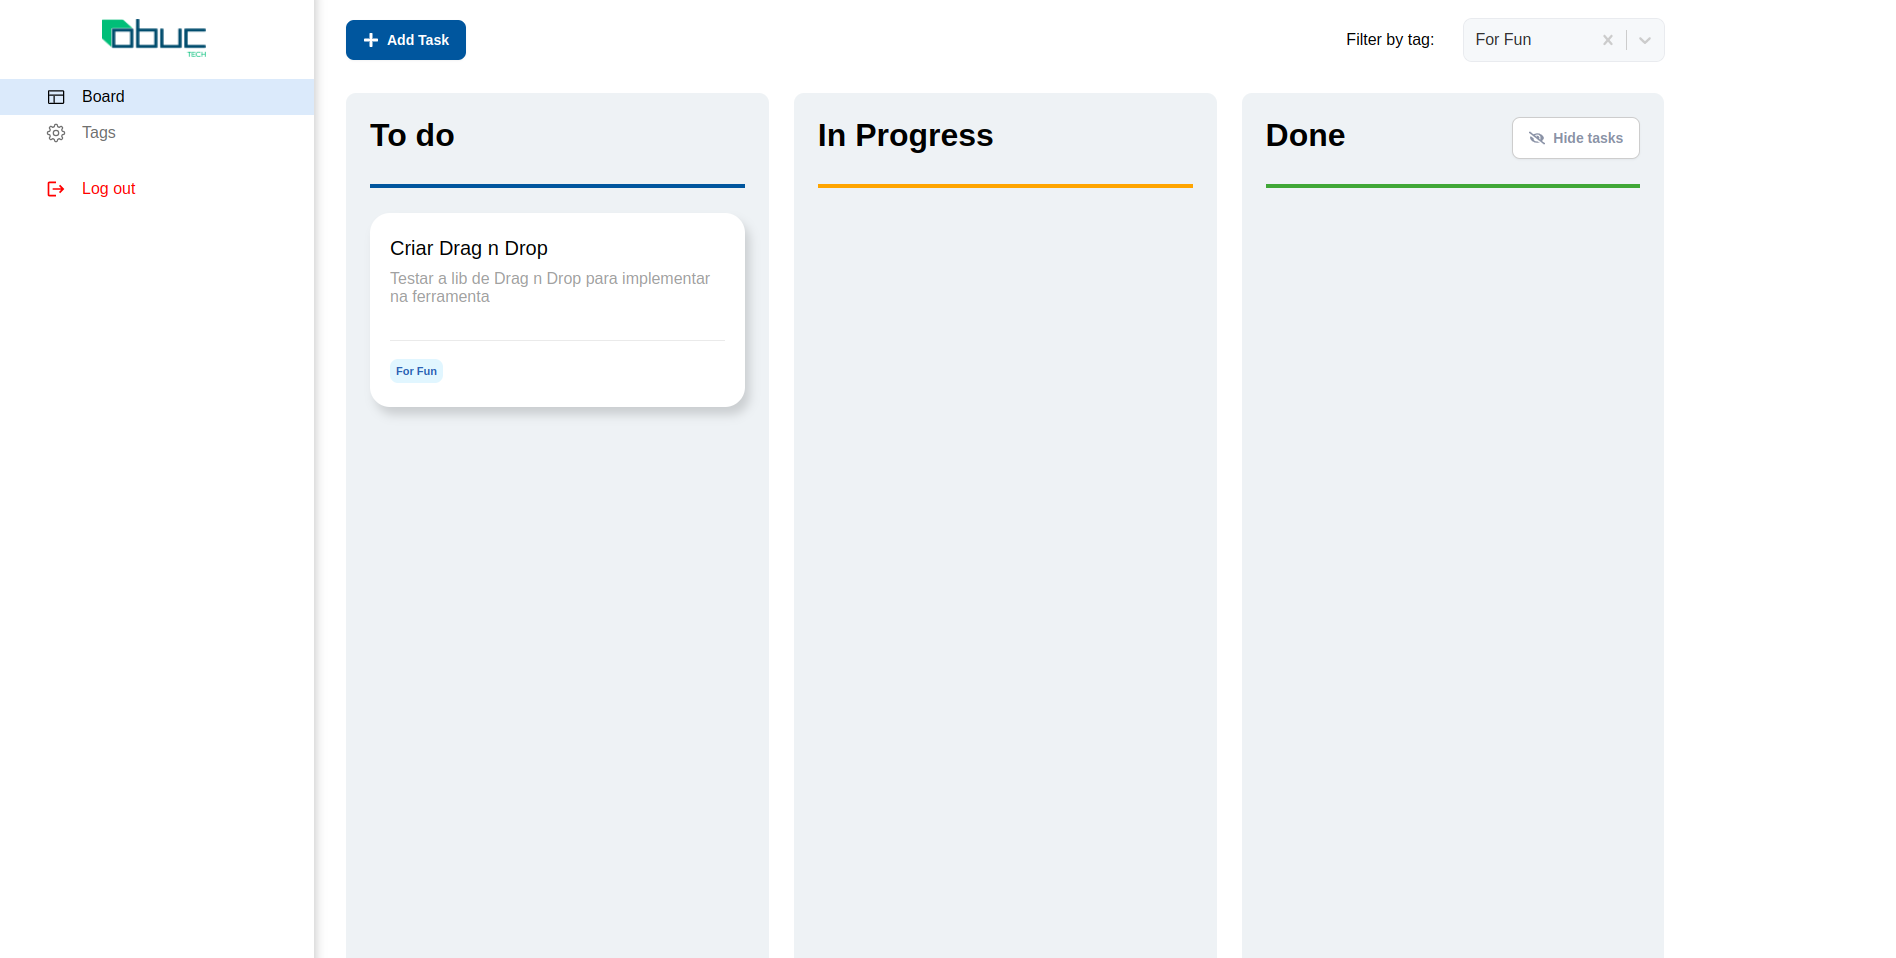 obuc
TECH
Board
Tags
Log out
Add Task
Filter by tag:
For Fun
To do
Criar Drag n Drop
Testar a lib de Drag n Drop para implementar
na ferramenta
For Fun
In Progress
Done
Hide tasks